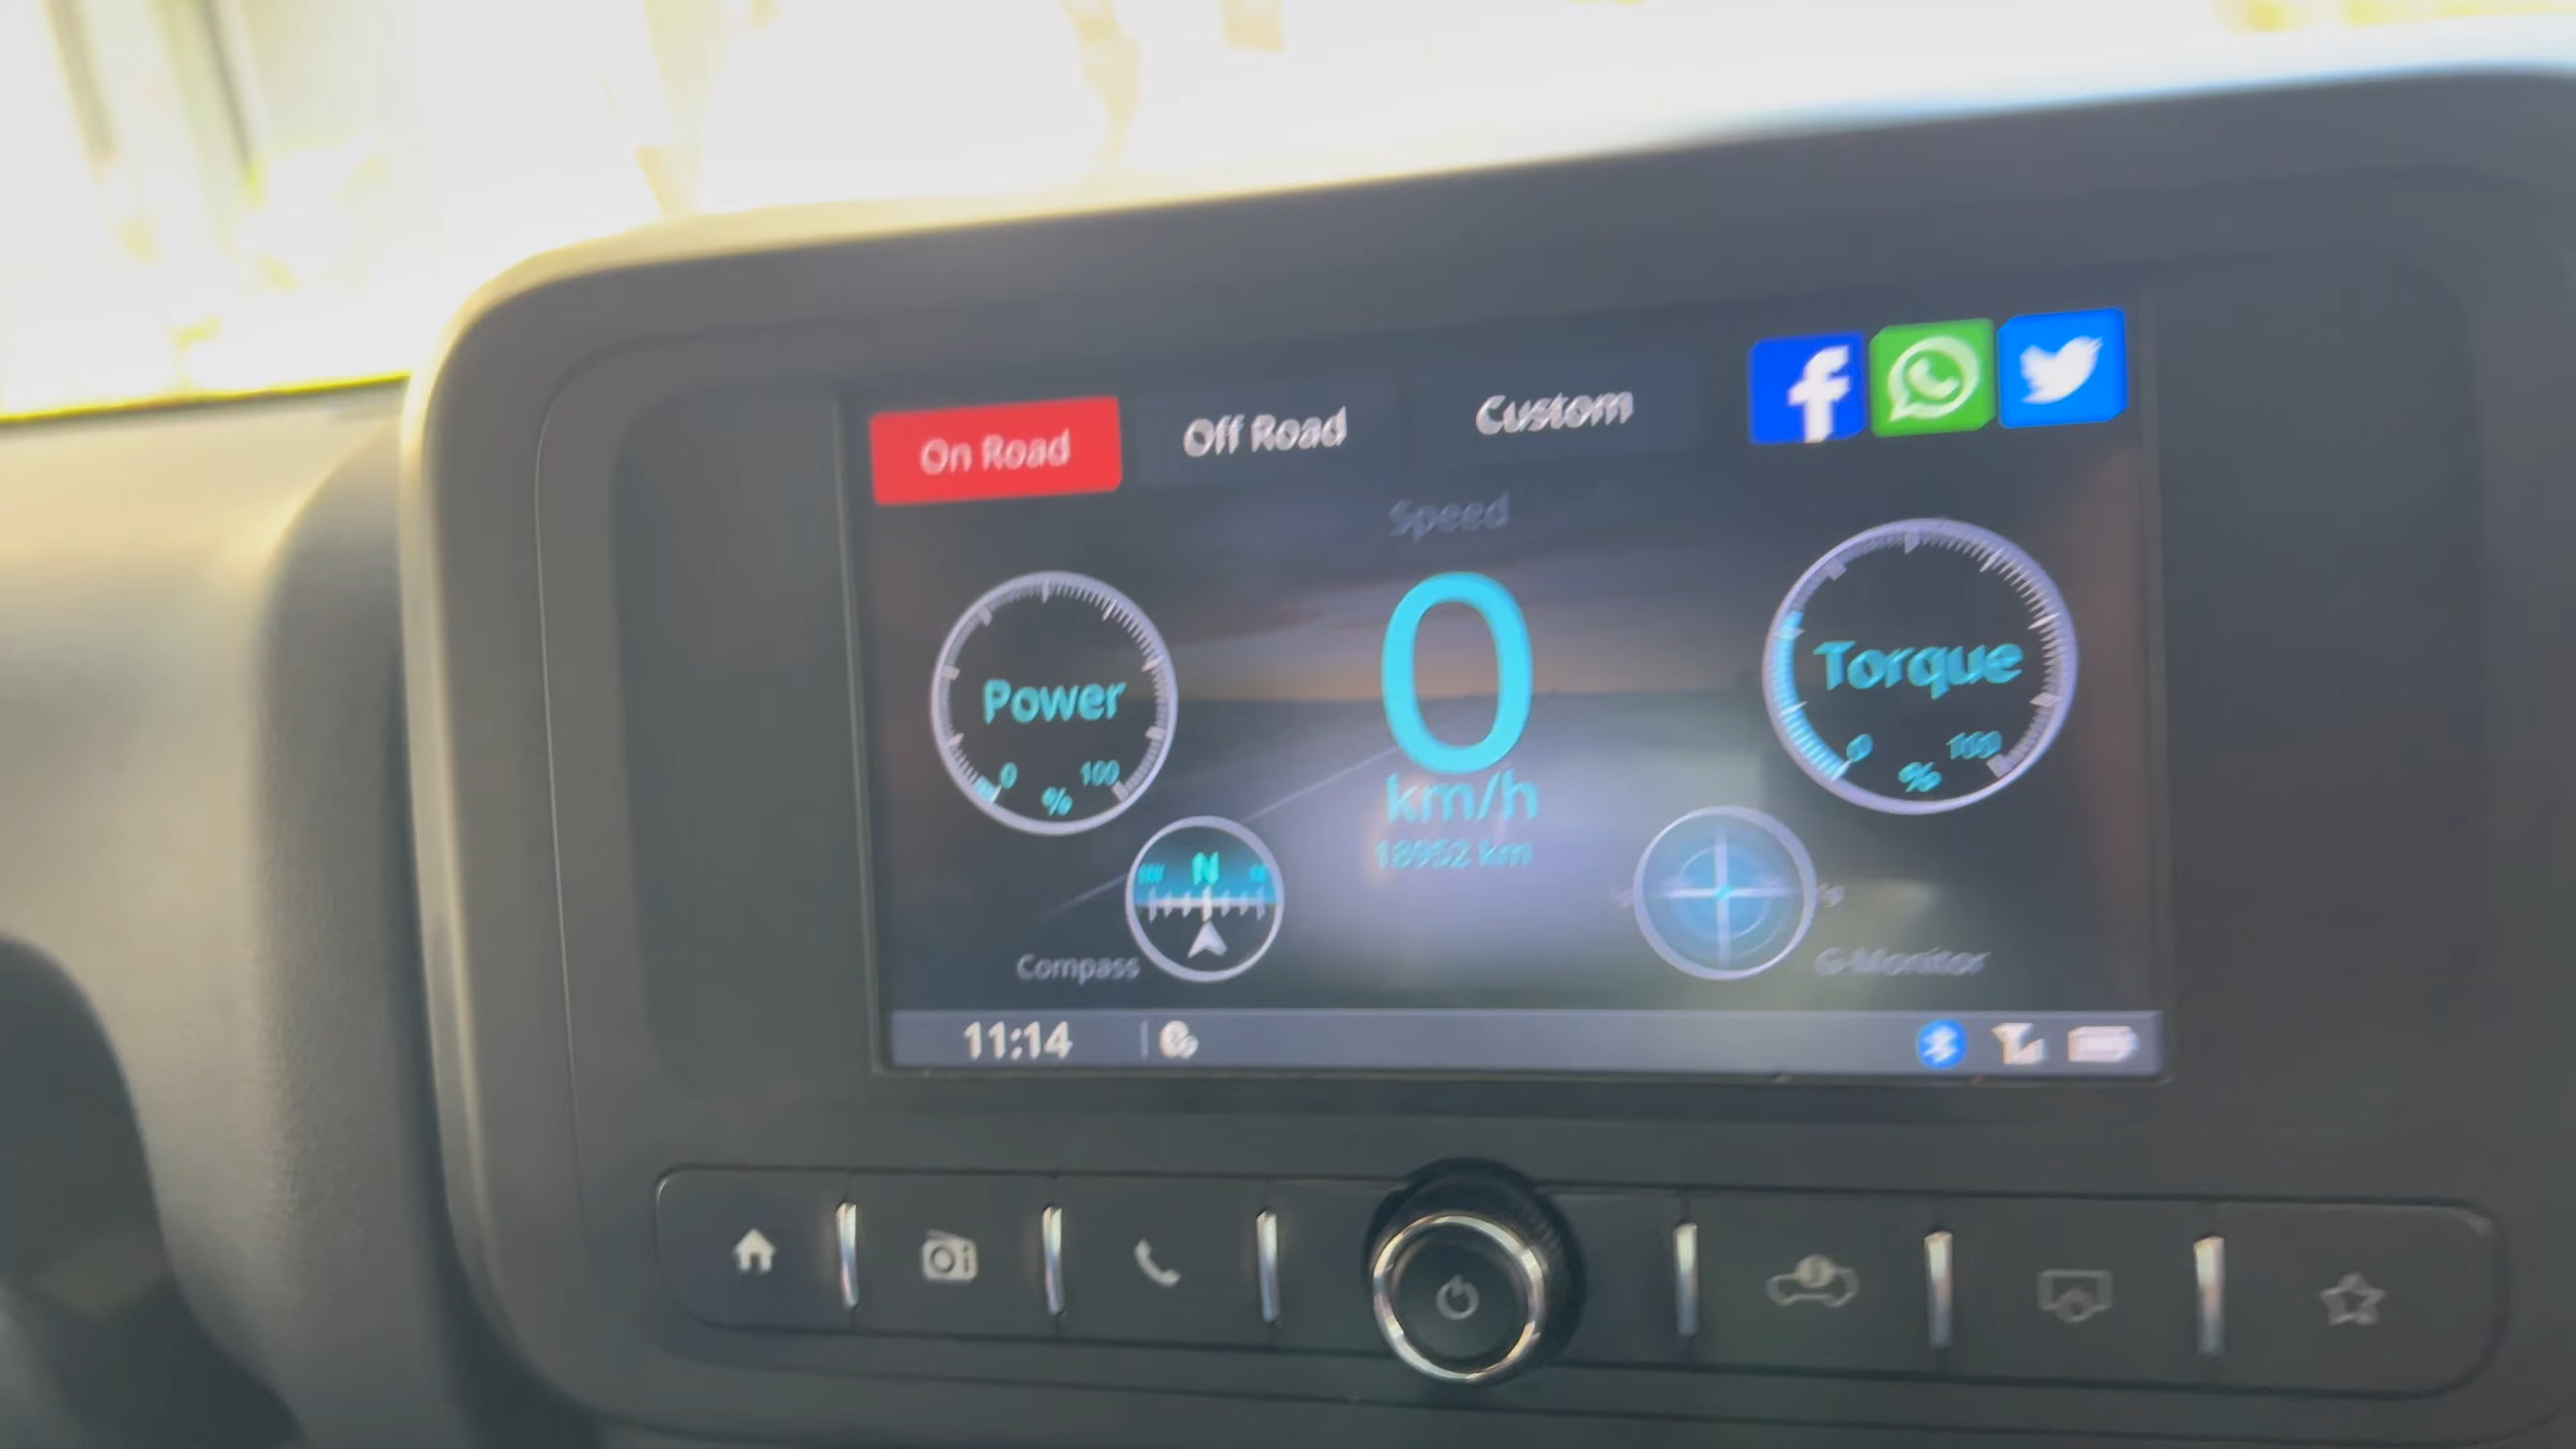 On Road
Off Road
Custom
Speed
Power
0
100
%
0
km/h
18952 km
Torque
0
100
%
N
Compass
G-Monitor
11:14